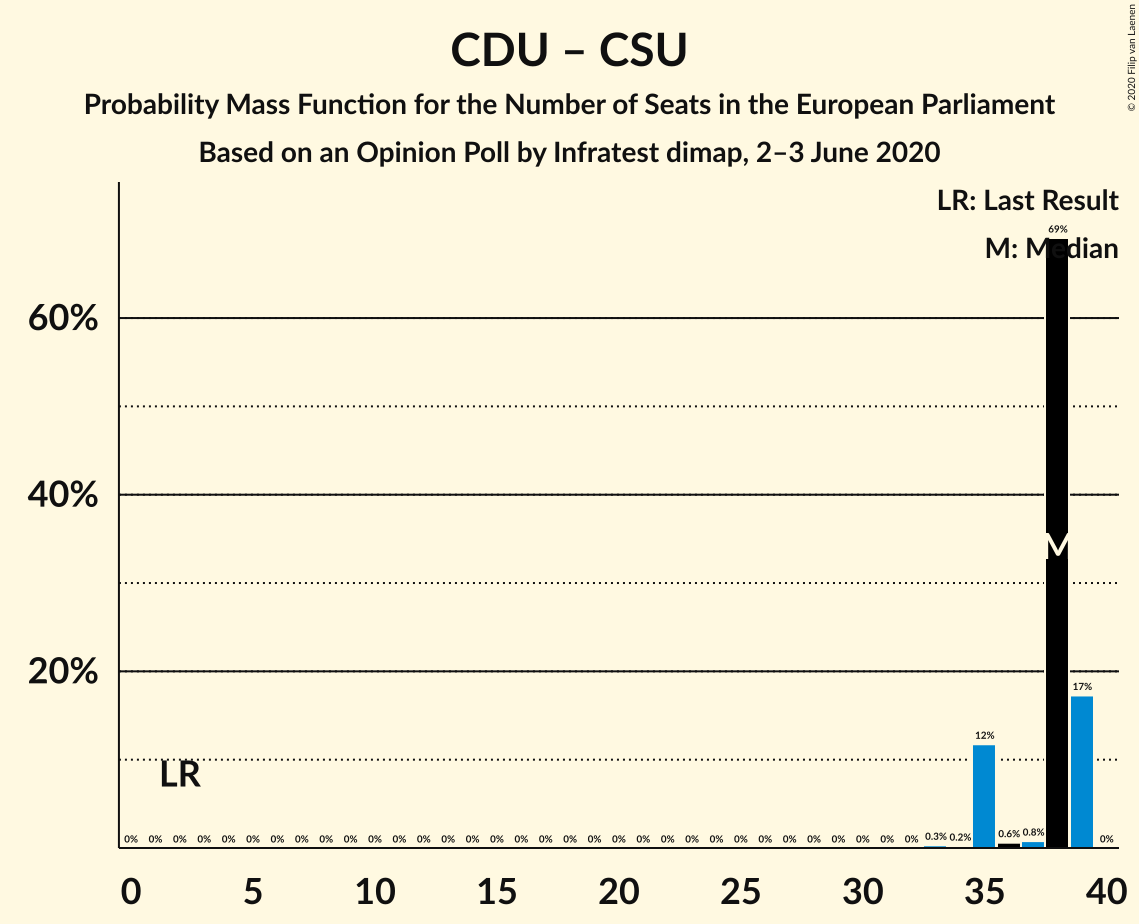 CDU – CSU
Probability Mass Function for the Number of Seats in the European Parliament
Based on an Opinion Poll by Infratest dimap, 2–3 June 2020
© 2020 Filip van Laenen
LR: Last Result
M: Median
69%
60%
40%
M
20%
17%
12%
LR
0% 0% 0% 0% 0% 0% 0% 0% 0% 0% 0% 0% 0% 0% 0% 0% 0% 0% 0% 0% 0% 0% 0% 0% 0% 0% 0% 0% 0% 0% 0% 0% 0% 0.3% 0.2% 0.6% 0.8% 0%
0 5 10 15 20 25 30 35 40